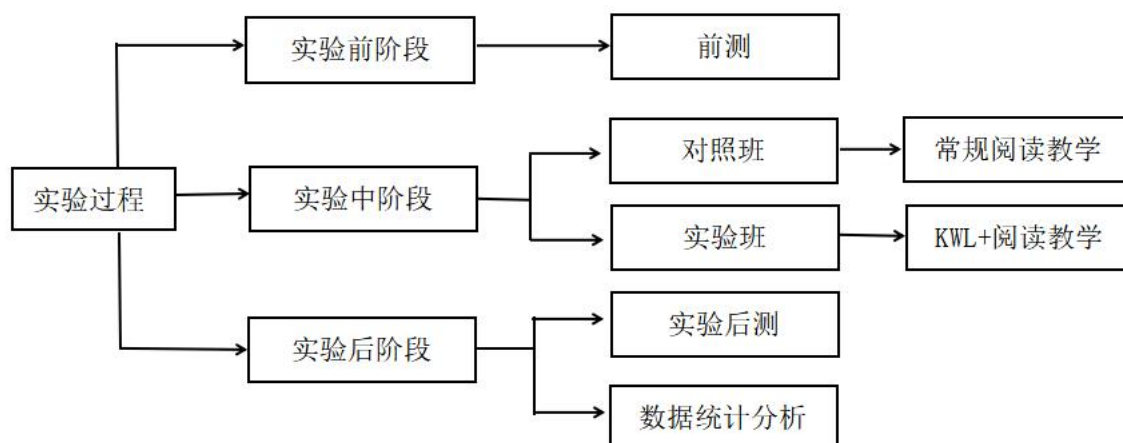 实验前阶段
前测
对照班
常规阅读教学
实验过程
实验中阶段
实验班
KWL+阅读教学
实验后测
实验后阶段
数据统计分析